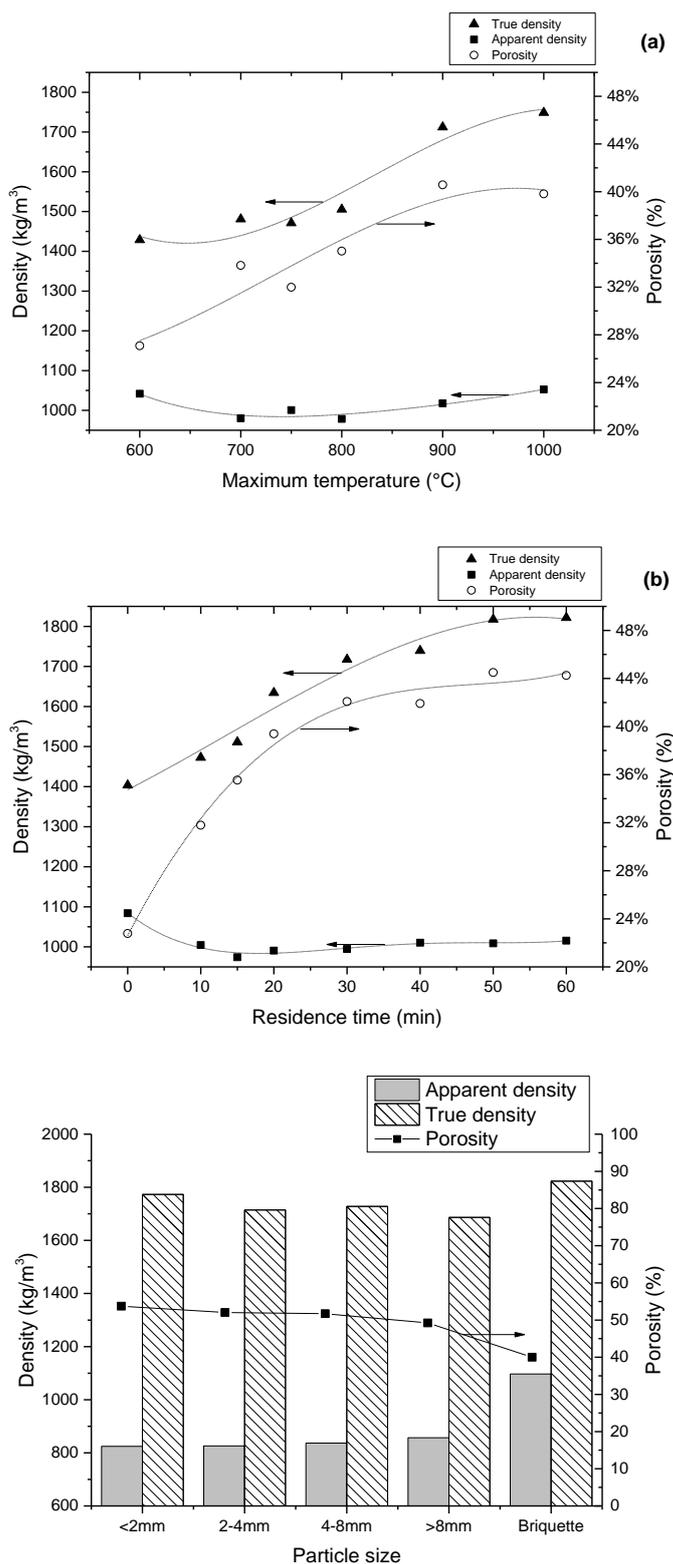 True density
Apparent density
Porosity
(a)
1800
1700
1600
1500
1400
1300
1200
1100
1000
Density (kg/m³)
48%
44%
40%
36%
32%
28%
24%
20%
Porosity (%)
600 700 800 900 1000
Maximum temperature (°C)
True density
Apparent density
Porosity
(b)
1800
1700
1600
1500
1400
1300
1200
1100
1000
Density (kg/m³)
48%
44%
40%
36%
32%
28%
24%
20%
Porosity (%)
0 10 20 30 40 50 60
Residence time (min)
Apparent density
True density
Porosity
2000
1800
1600
1400
1200
1000
800
600
Density (kg/m³)
100
90
80
70
60
50
40
30
20
10
0
Porosity (%)
<2mm 2-4mm 4-8mm >8mm Briquette
Particle size